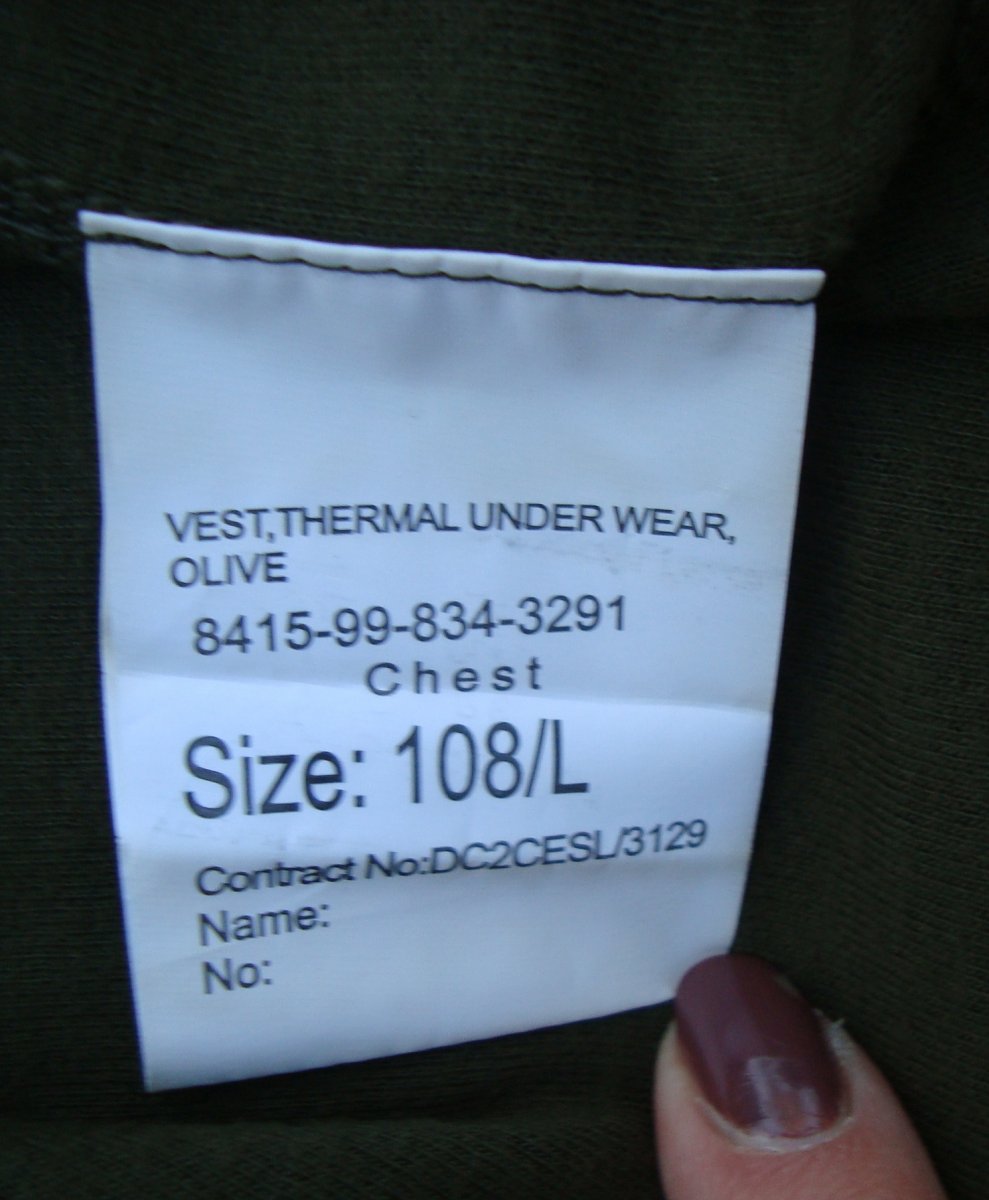 VEST,THERMAL UNDER WEAR,
OLIVE
8415-99-834-3291
Chest
Size: 108/L
Contract No:DC2CESL/3129
Name:
No: